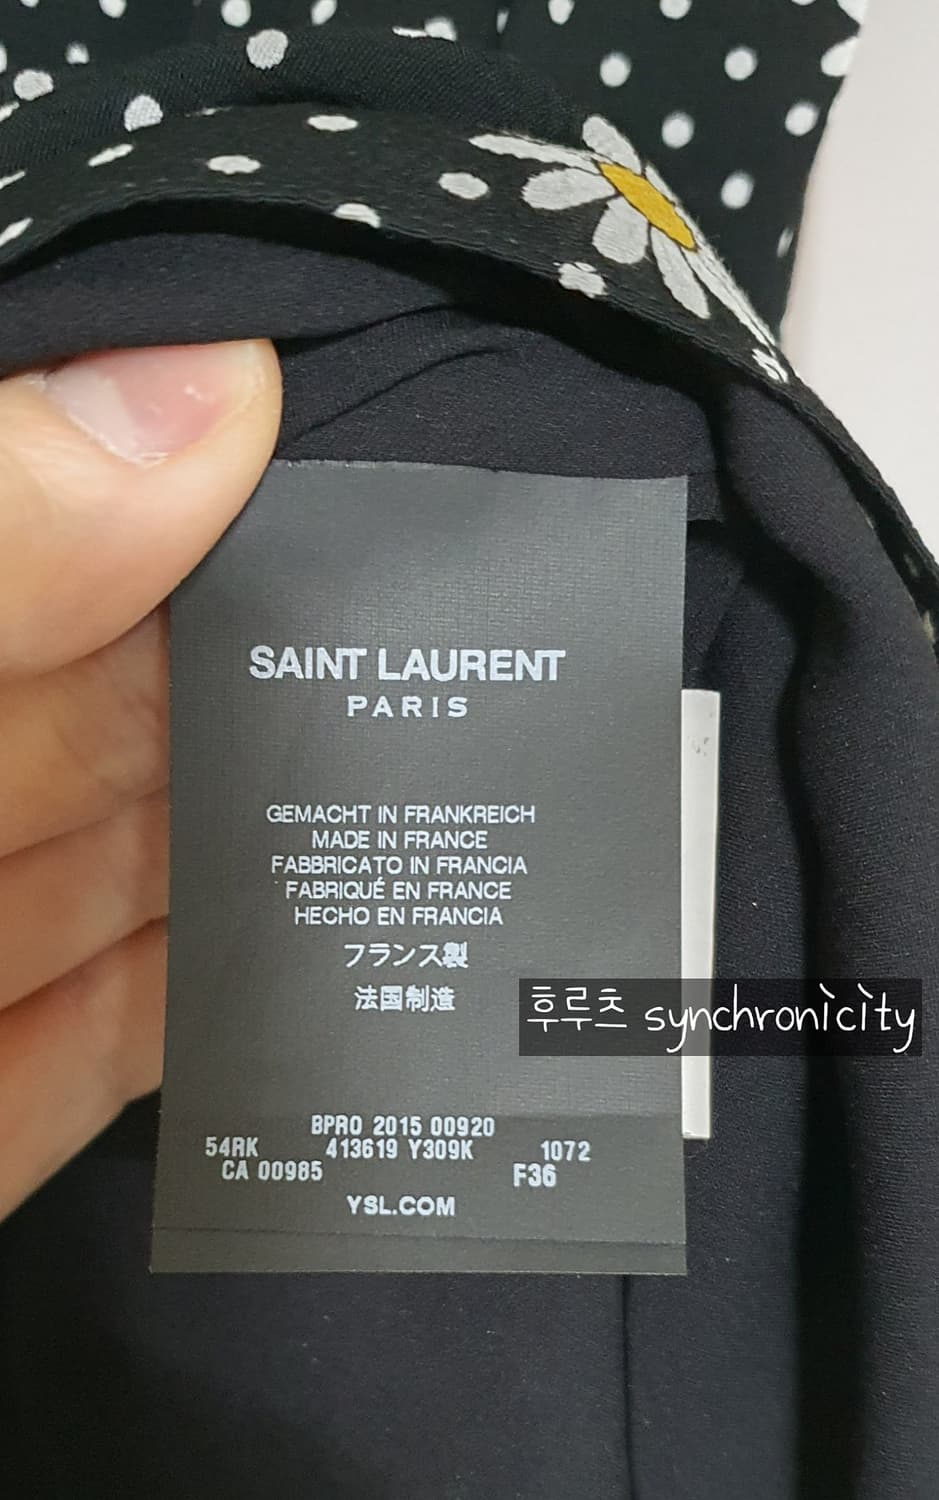 SAINT LAURENT
PARIS
GEMACHT IN FRANKREICH
MADE IN FRANCE
FABBRICATO IN FRANCIA
FABRIQUÉ EN FRANCE
HECHO EN FRANCIA
フランス製
法国制造
후루츠 synchronicity
BPRO 2015 00920
54RK 413619 Y309K 1072
CA 00985 F36
YSL.COM